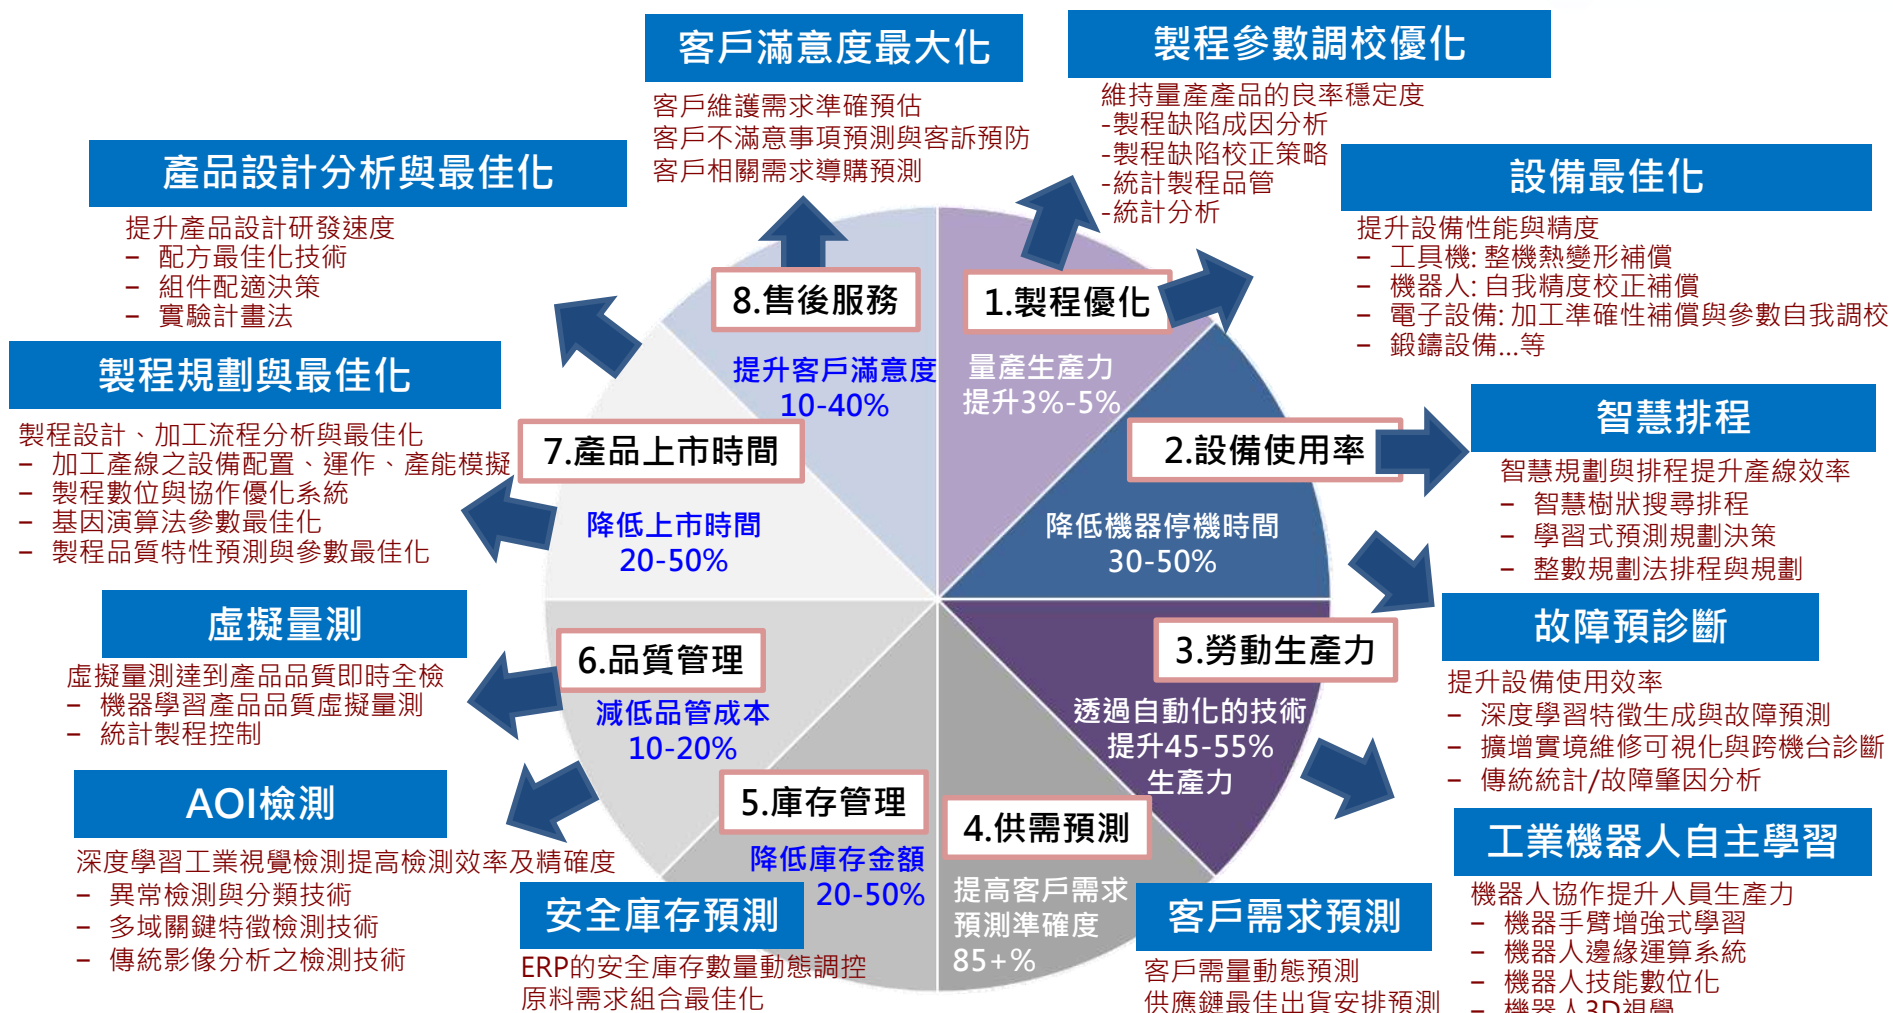 客戶滿意度最大化
客戶維護需求準確預估
客戶不滿意事項預測與客訴預防
客戶相關需求導購預測
製程參數調校優化
維持量產產品的良率穩定度
-製程缺陷成因分析
-製程缺陷校正策略
-統計製程品管
-統計分析
設備最佳化
提升設備性能與精度
– 工具機:整機熱變形補償
– 機器人:自我精度校正補償
– 電子設備:加工準確性補償與參數自我調校
– 鍛鑄設備...等
智慧排程
智慧規劃與排程提升產線效率
– 智慧樹狀搜尋排程
– 學習式預測規劃決策
– 整數規劃法排程與規劃
故障預診斷
提升設備使用效率
– 深度學習特徵生成與故障預測
– 擴增實境維修可視化與跨機台診斷
– 傳統統計/故障肇因分析
工業機器人自主學習
機器人協作提升人員生產力
– 機器手臂增強式學習
– 機器人邊緣運算系統
– 機器人技能數位化
– 機器人3D視覺
客戶需求預測
客戶需量動態預測
供應鏈最佳出貨安排預測
安全庫存預測
ERP的安全庫存數量動態調控
原料需求組合最佳化
AOI檢測
深度學習工業視覺檢測提高檢測效率及精確度
– 異常檢測與分類技術
– 多域關鍵特徵檢測技術
– 傳統影像分析之檢測技術
虛擬量測
虛擬量測達到產品品質即時全檢
– 機器學習產品品質虛擬量測
– 統計製程控制
製程規劃與最佳化
製程設計、加工流程分析與最佳化
– 加工產線之設備配置、運作、產能模擬
– 製程數位與協作優化系統
– 基因演算法參數最佳化
– 製程品質特性預測與參數最佳化
產品設計分析與最佳化
提升產品設計研發速度
– 配方最佳化技術
– 組件配適決策
– 實驗計畫法
1.製程優化
量產生產力
提升3%-5%
2.設備使用率
降低機器停機時間
30-50%
3.勞動生產力
透過自動化的技術
提升45-55%
生產力
4.供需預測
提高客戶需求
預測準確度
85+%
5.庫存管理
降低庫存金額
20-50%
6.品質管理
減低品管成本
10-20%
7.產品上市時間
降低上市時間
20-50%
8.售後服務
提升客戶滿意度
10-40%